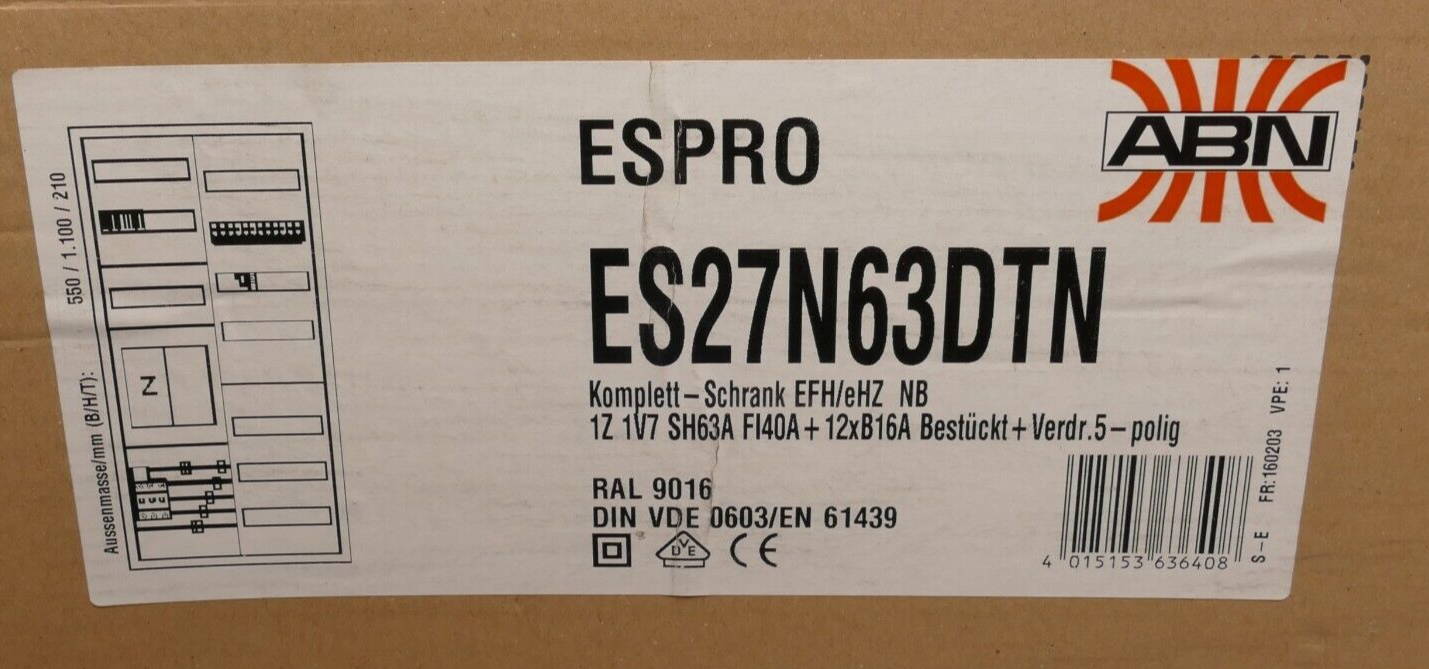 ESPRO
ABN
ES27N63DTN
Komplett-Schrank EFH/eHZ NB
1Z 1V7 SH63A FI40A+12xB16A Bestückt+Verdr.5-polig
RAL 9016
DIN VDE 0603/EN 61439
DVE
CE
4 015153 636408
S-E FR:160203 VPE: 1
Aussenmasse/mm (B/H/T): 550 / 1.100 / 210
Z